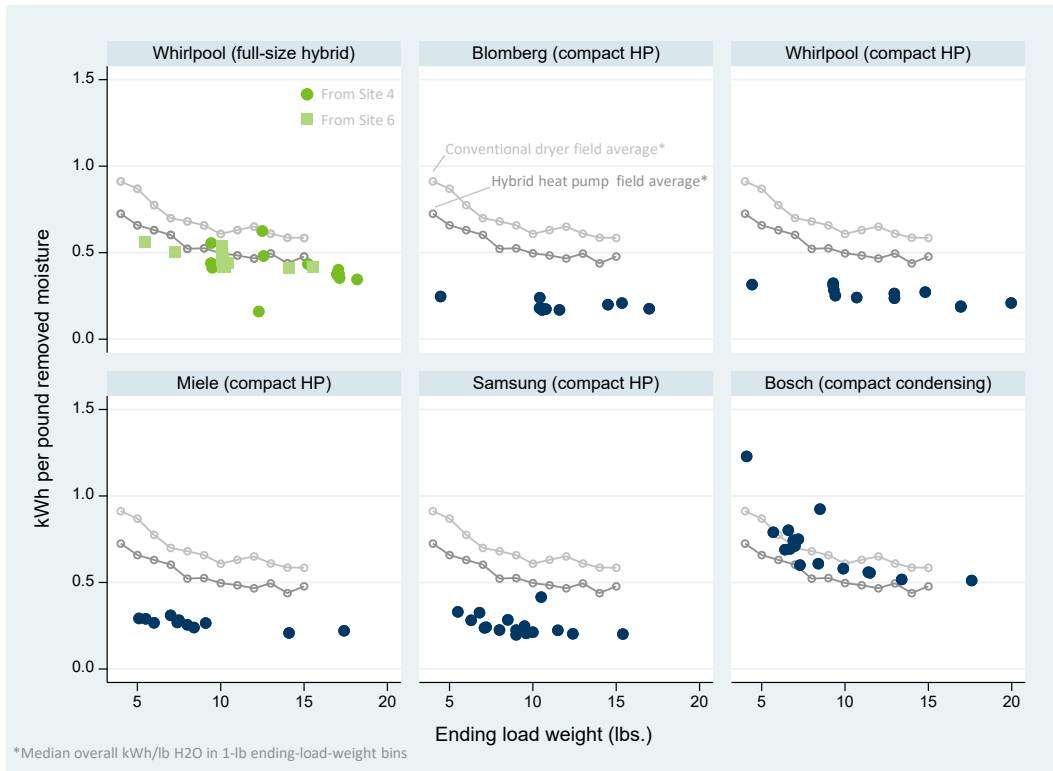 Whirlpool (full-size hybrid)
Blomberg (compact HP)
Whirlpool (compact HP)
1.5
1.0
0.5
0.0
From Site 4
From Site 6
Conventional dryer field average*
Hybrid heat pump field average*
Miele (compact HP)
Samsung (compact HP)
Bosch (compact condensing)
1.5
1.0
0.5
0.0
kWh per pound removed moisture
5 10 15 20
5 10 15 20
5 10 15 20
Ending load weight (lbs.)
*Median overall kWh/lb H2O in 1-lb ending-load-weight bins